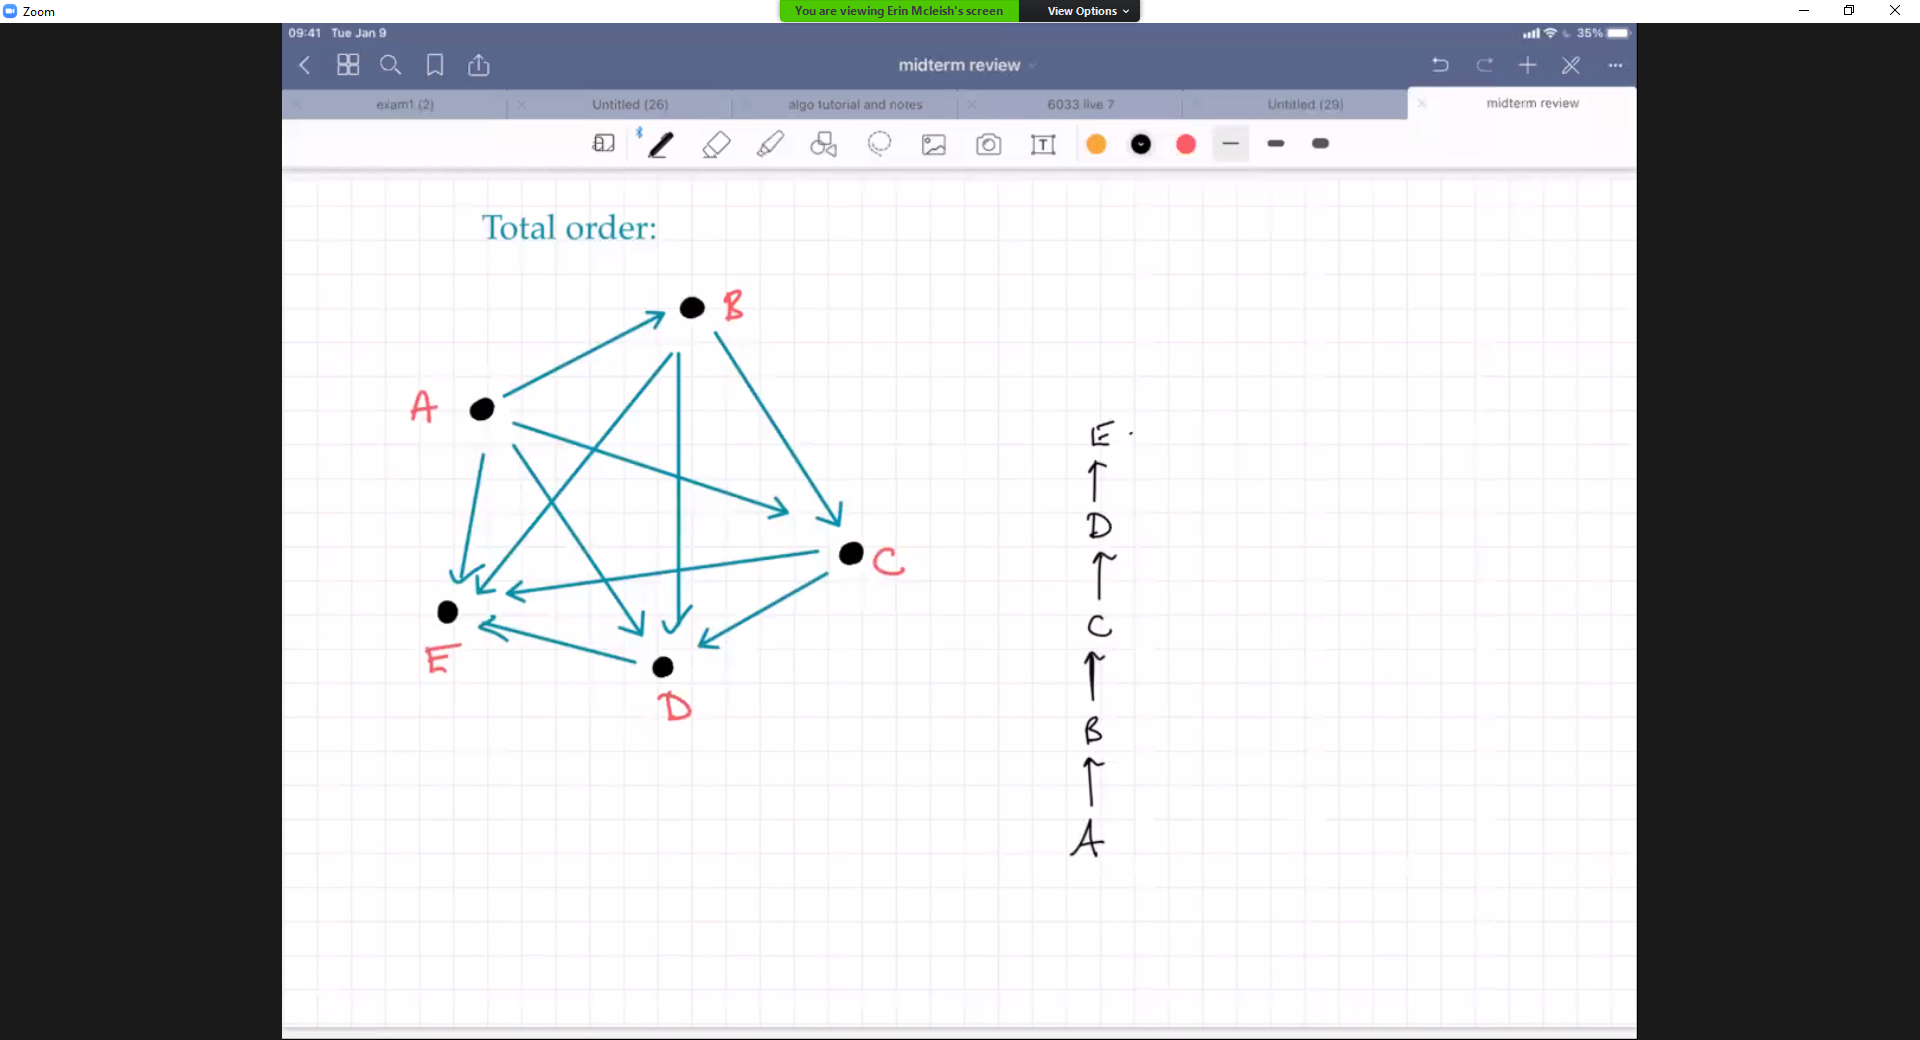 Zoom
You are viewing Erin Mcleish's screen View Options
09:41 Tue Jan 9 35%
midterm review
exam1 (2) Untitled (26) algo tutorial and notes 6033 live 7 Untitled (29) midterm review
T
Total order:
B
A
C
E
D
E
D
C
B
A